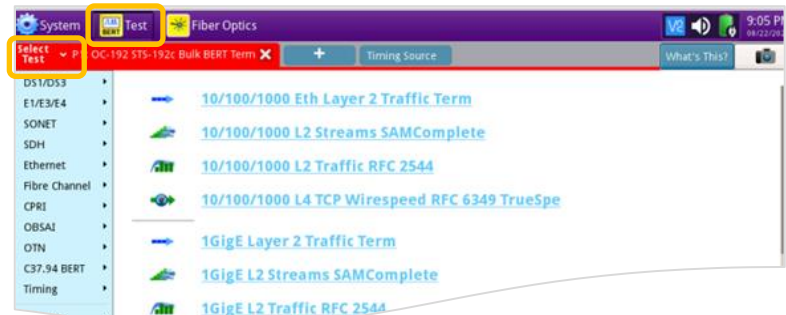 System BERT Test Fiber Optics V2 9:05 P
08/22/202
Select Test P1: OC-192 STS-192c Bulk BERT Term X + Timing Source What's This?
DS1/DS3
E1/E3/E4
SONET
SDH
Ethernet
Fibre Channel
CPRI
OBSAI
OTN
C37.94 BERT
Timing
10/100/1000 Eth Layer 2 Traffic Term
10/100/1000 L2 Streams SAMComplete
10/100/1000 L2 Traffic RFC 2544
10/100/1000 L4 TCP Wirespeed RFC 6349 TrueSpe
1GigE Layer 2 Traffic Term
1GigE L2 Streams SAMComplete
1GigE L2 Traffic RFC 2544